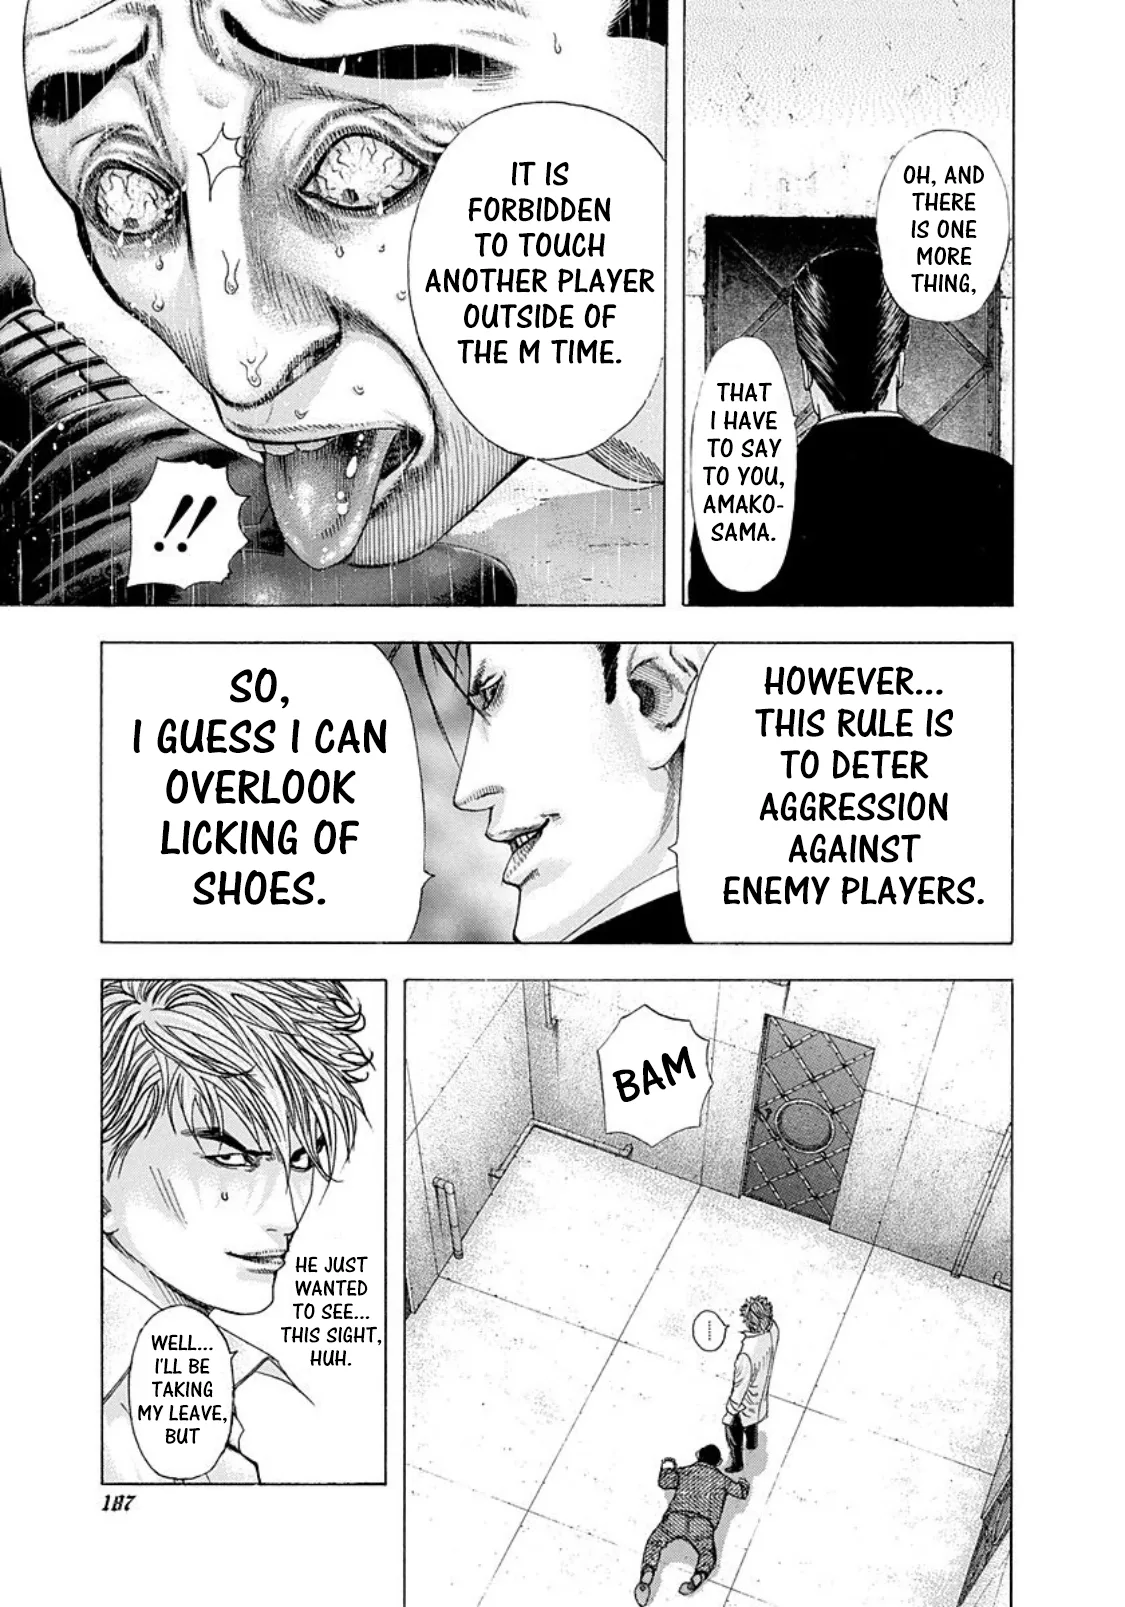 OH, AND
THERE
IS ONE
MORE
THING,
THAT
I HAVE
TO SAY
TO YOU,
AMAKO-
SAMA.
IT IS
FORBIDDEN
TO TOUCH
ANOTHER PLAYER
OUTSIDE OF
THE M TIME.
!!
HOWEVER...
THIS RULE IS
TO DETER
AGGRESSION
AGAINST
ENEMY PLAYERS.
SO,
I GUESS I CAN
OVERLOOK
LICKING OF
SHOES.
BAM
......
HE JUST
WANTED
TO SEE...
THIS SIGHT,
HUH.
WELL...
I'LL BE
TAKING
MY LEAVE,
BUT
187